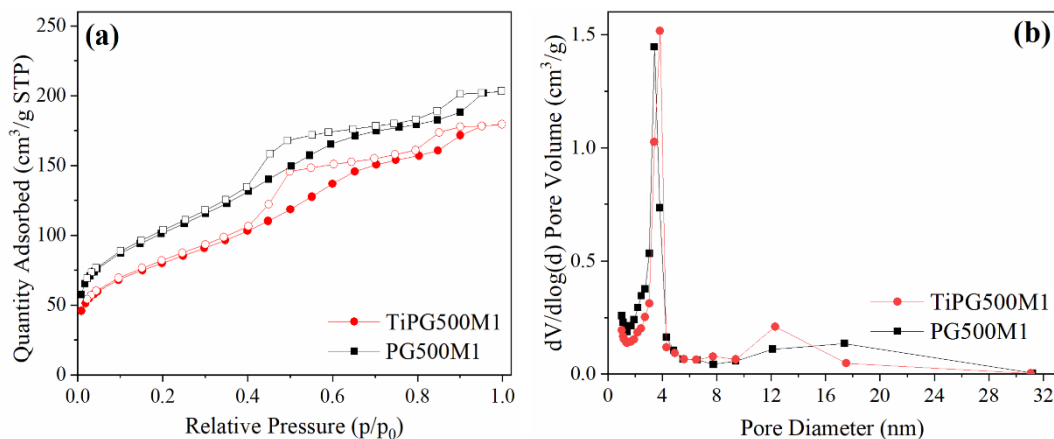 (a)
Quantity Adsorbed (cm³/g STP)
250
200
150
100
50
0
TiPG500M1
PG500M1
0.0 0.2 0.4 0.6 0.8 1.0
Relative Pressure (p/p₀)
(b)
dV/dlog(d) Pore Volume (cm³/g)
1.5
1.0
0.5
0.0
TiPG500M1
PG500M1
0 4 8 12 16 20 24 28 32
Pore Diameter (nm)